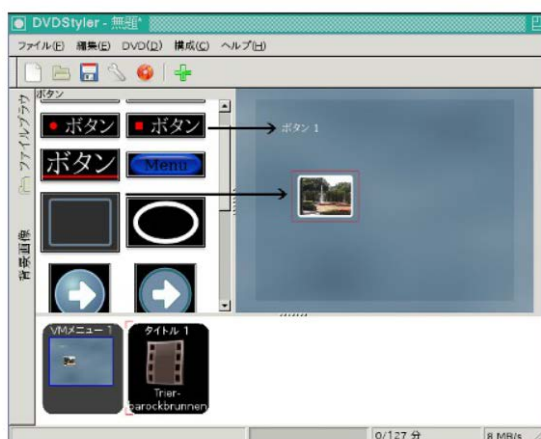 DVDStyler - 無題*
ファイル(F) 編集(E) DVD(D) 構成(C) ヘルプ(H)
ファイルブラウ
背景画像
ボタン
ボタン ボタン
ボタン Menu
ボタン 1
VMメニュー 1 タイトル 1
Trier-
barockbrunnen
0/127 分 8 MB/s